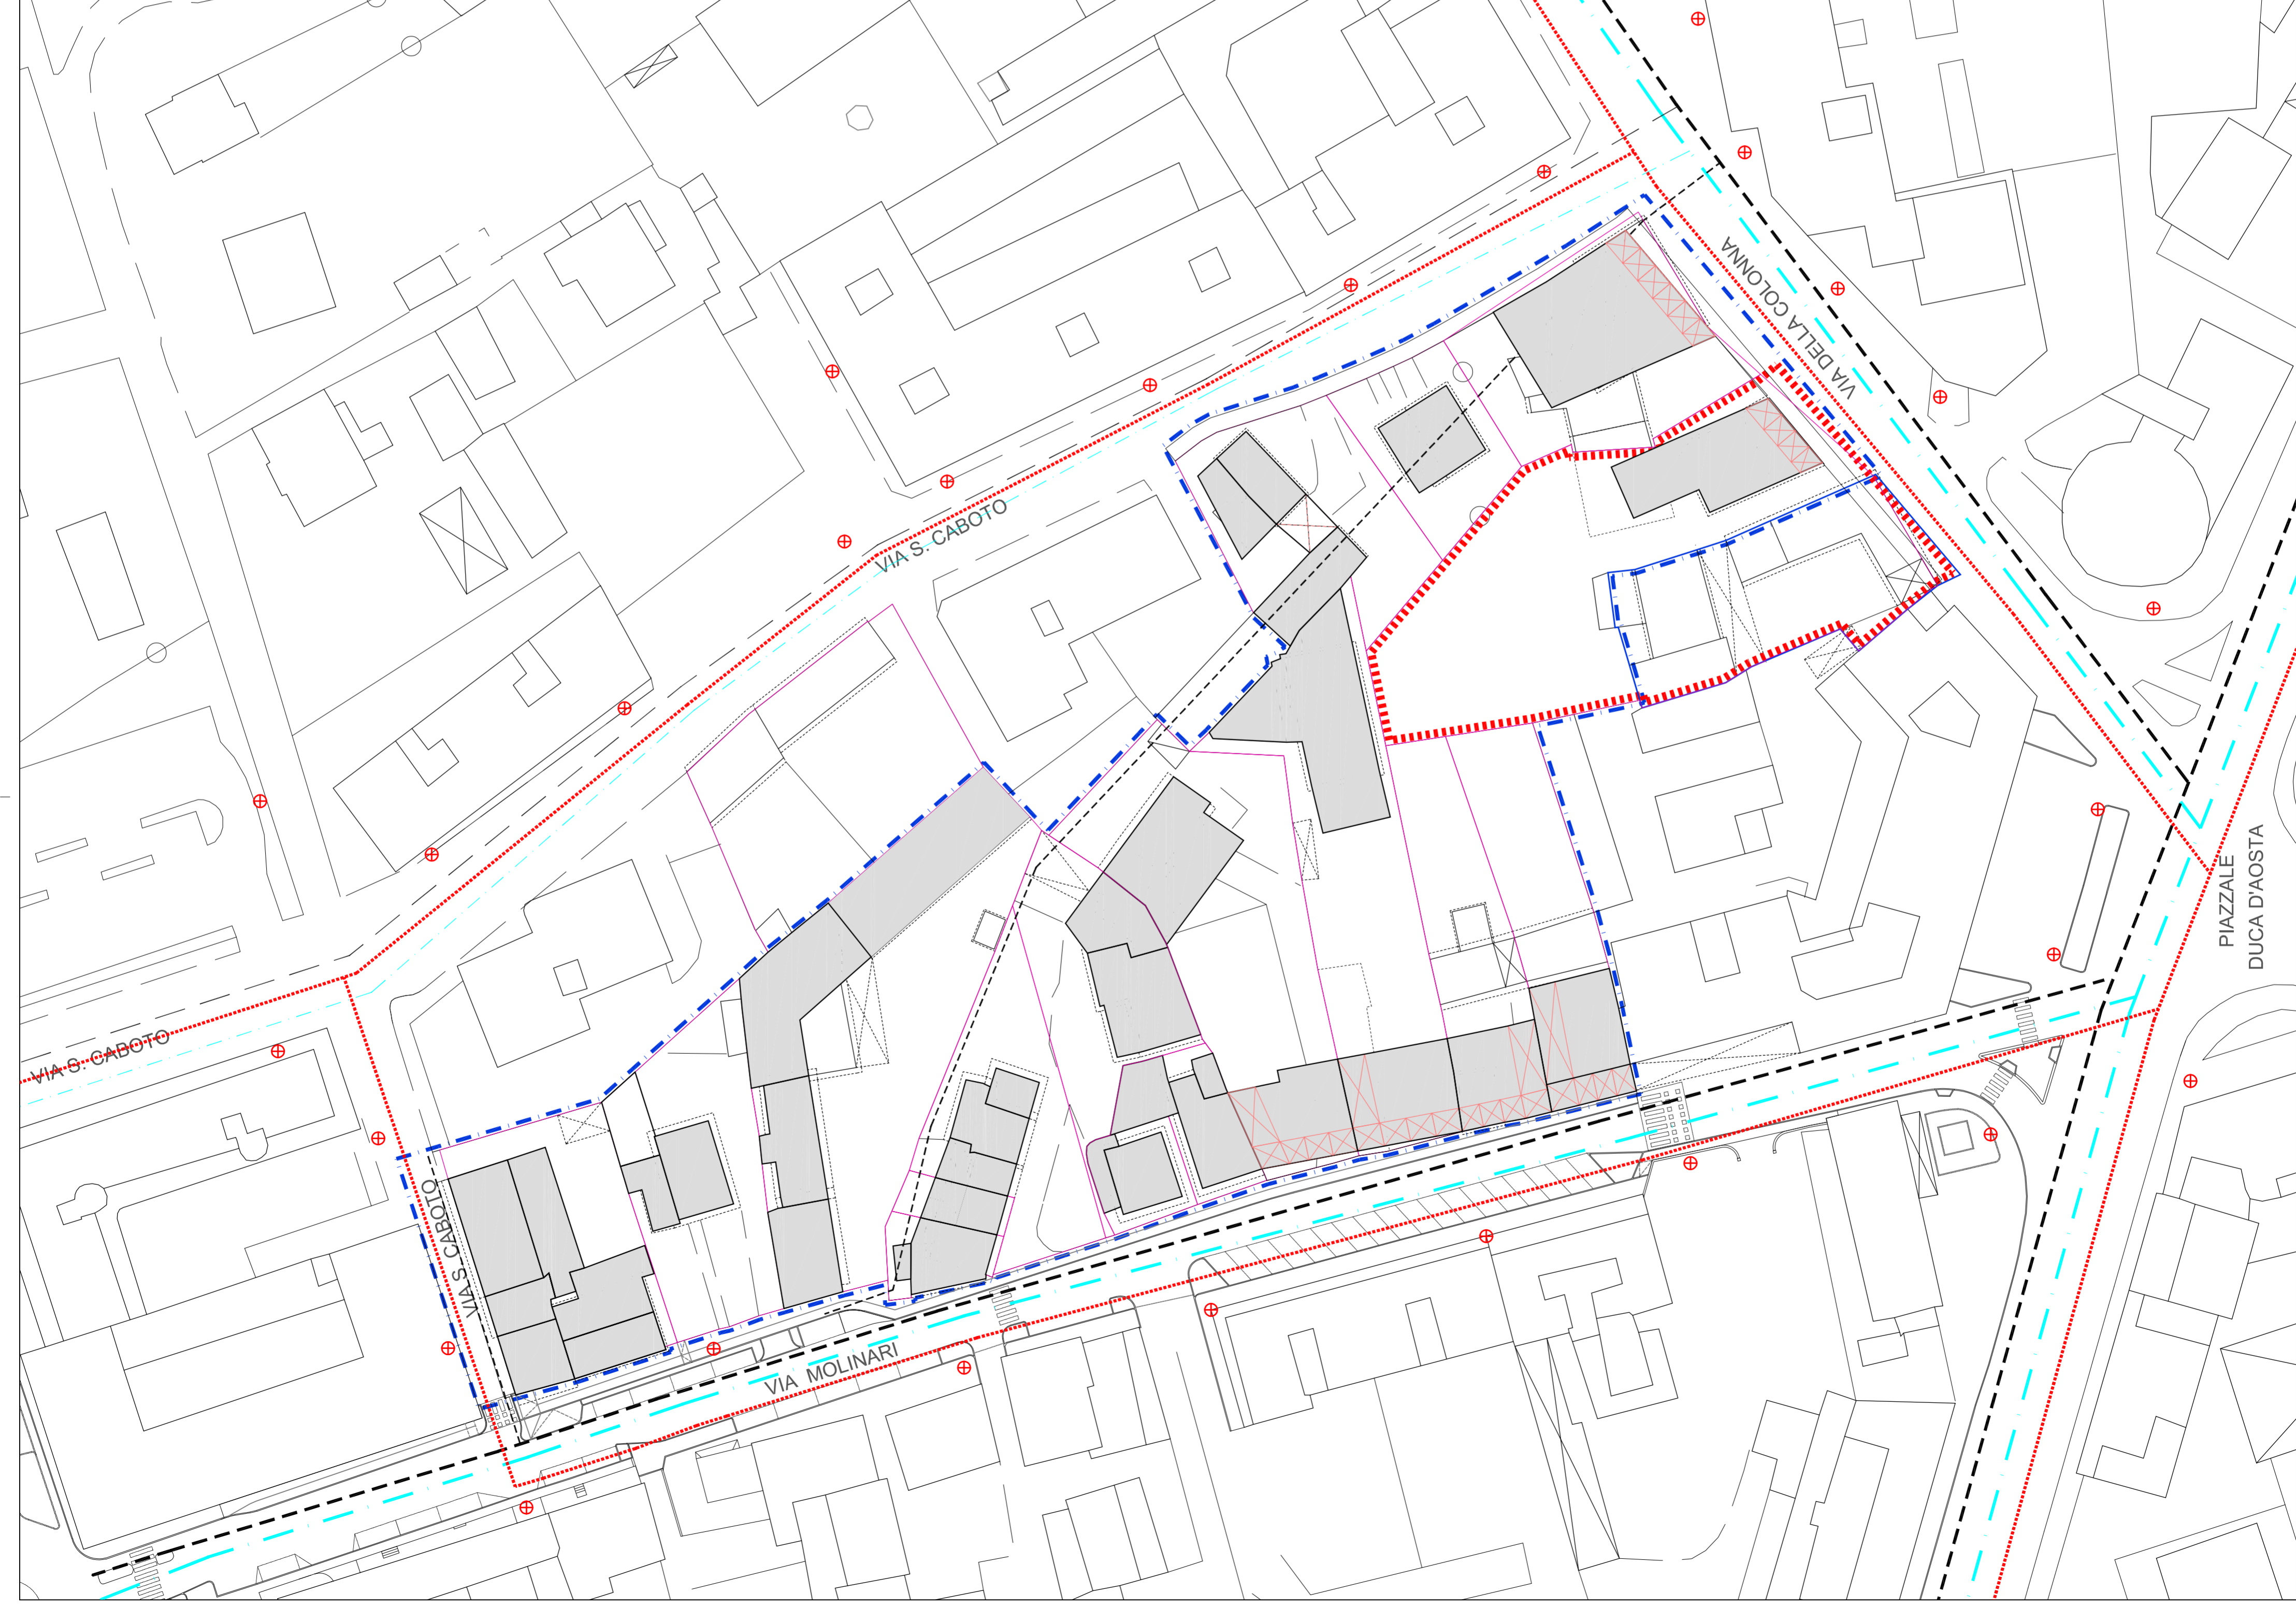 VIA DELLA COLONNA
VIA S. CABOTO
PIAZZALE
DUCA D'AOSTA
VIA S. CABOTO
VIA S. CABOTO
VIA MOLINARI